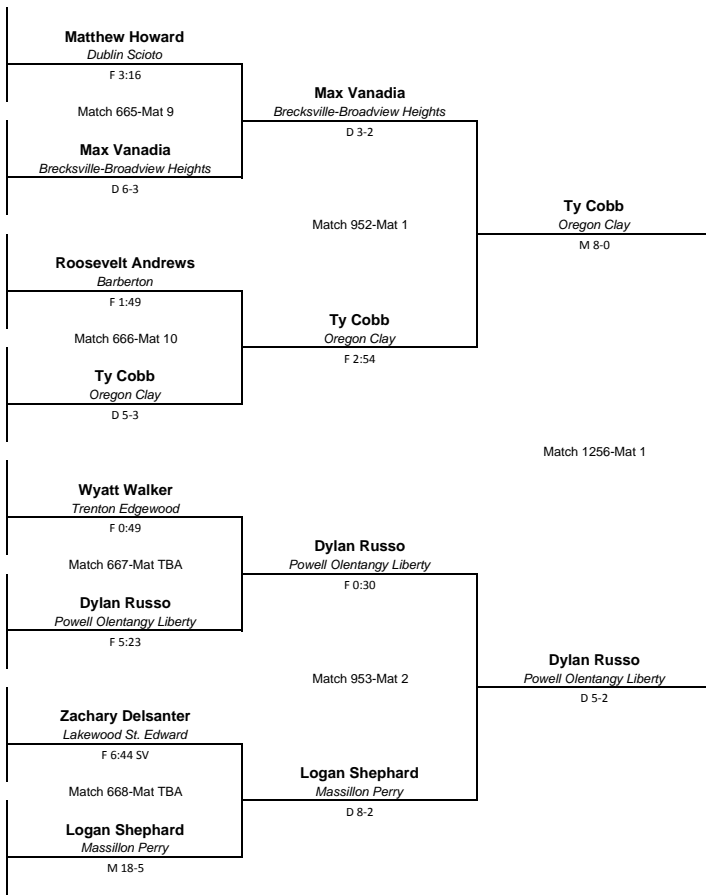 Matthew Howard
Dublin Scioto
F 3:16
Match 665-Mat 9
Max Vanadia
Brecksville-Broadview Heights
D 6-3
Max Vanadia
Brecksville-Broadview Heights
D 3-2
Match 952-Mat 1
Roosevelt Andrews
Barberton
F 1:49
Match 666-Mat 10
Ty Cobb
Oregon Clay
D 5-3
Ty Cobb
Oregon Clay
F 2:54
Ty Cobb
Oregon Clay
M 8-0
Match 1256-Mat 1
Wyatt Walker
Trenton Edgewood
F 0:49
Match 667-Mat TBA
Dylan Russo
Powell Olentangy Liberty
F 5:23
Dylan Russo
Powell Olentangy Liberty
F 0:30
Match 953-Mat 2
Zachary Delsanter
Lakewood St. Edward
F 6:44 SV
Match 668-Mat TBA
Logan Shephard
Massillon Perry
M 18-5
Logan Shephard
Massillon Perry
D 8-2
Dylan Russo
Powell Olentangy Liberty
D 5-2